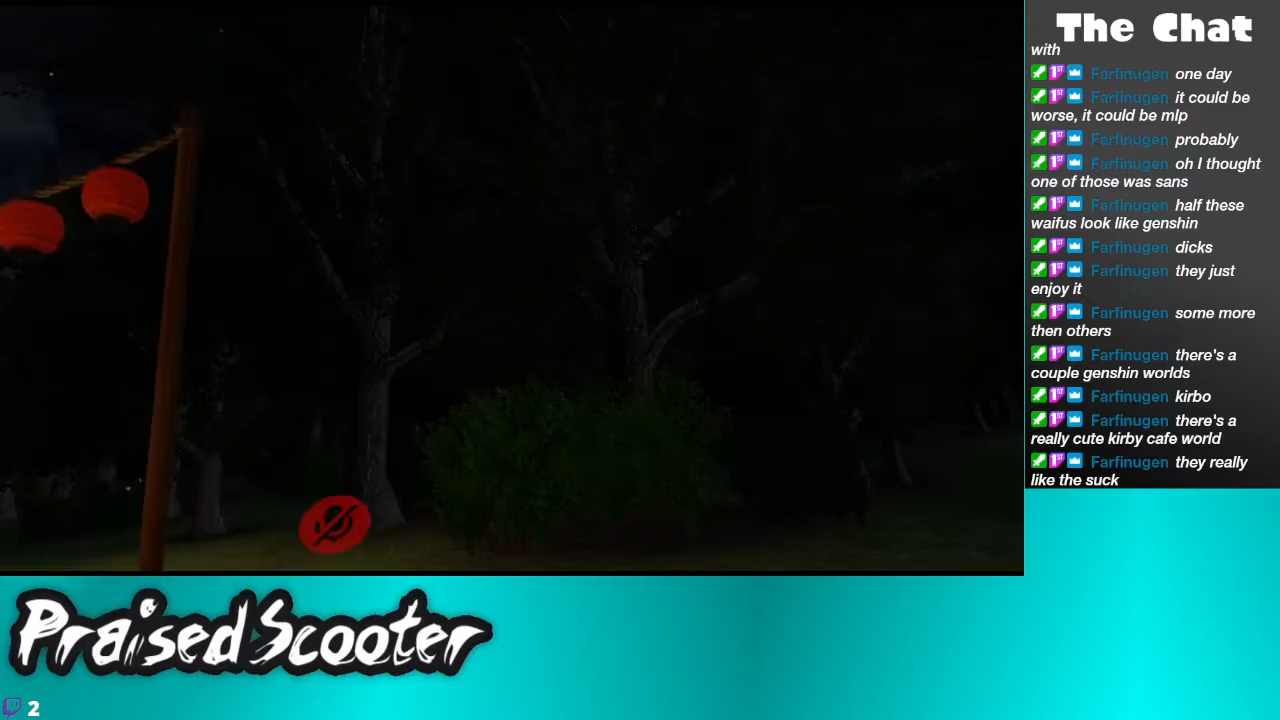 The Chat
with
Farfinugen one day
Farfinugen it could be
worse, it could be mlp
Farfinugen probably
Farfinugen oh I thought
one of those was sans
Farfinugen half these
waifus look like genshin
Farfinugen dicks
Farfinugen they just
enjoy it
Farfinugen some more
then others
Farfinugen there's a
couple genshin worlds
Farfinugen kirbo
Farfinugen there's a
really cute kirby cafe world
Farfinugen they really
like the suck
PraisedScooter
2